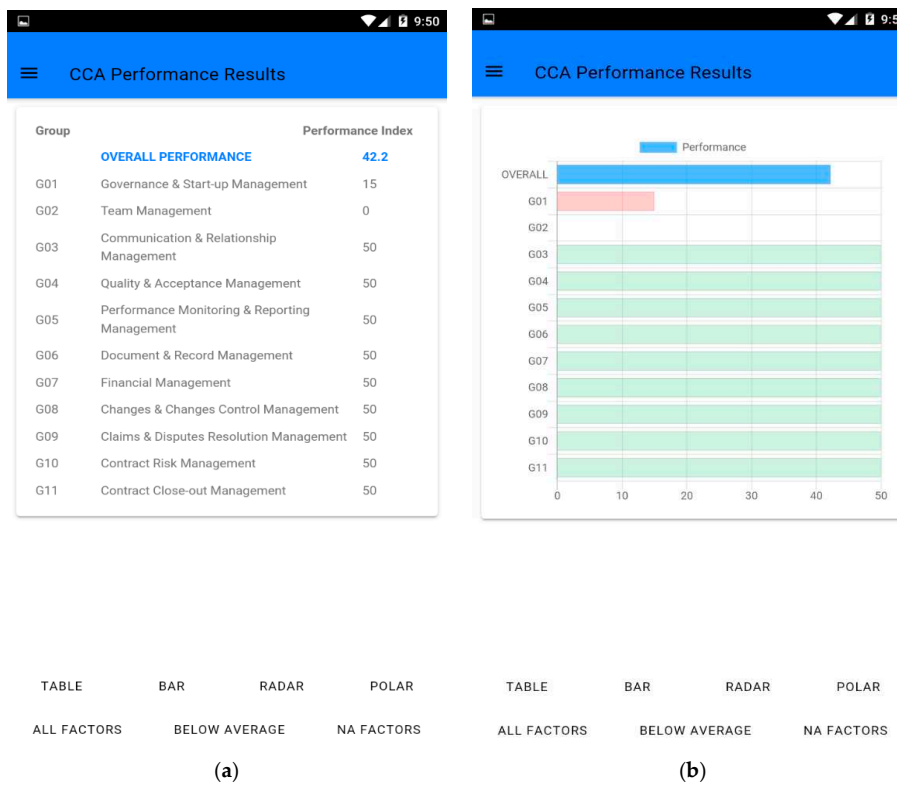 9:50
CCA Performance Results
Group Performance Index
OVERALL PERFORMANCE 42.2
G01 Governance & Start-up Management 15
G02 Team Management 0
G03 Communication & Relationship Management 50
G04 Quality & Acceptance Management 50
G05 Performance Monitoring & Reporting Management 50
G06 Document & Record Management 50
G07 Financial Management 50
G08 Changes & Changes Control Management 50
G09 Claims & Disputes Resolution Management 50
G10 Contract Risk Management 50
G11 Contract Close-out Management 50
TABLE BAR RADAR POLAR
ALL FACTORS BELOW AVERAGE NA FACTORS
(a)
9:5
CCA Performance Results
Performance
OVERALL
G01
G02
G03
G04
G05
G06
G07
G08
G09
G10
G11
0 10 20 30 40 50
TABLE BAR RADAR POLAR
ALL FACTORS BELOW AVERAGE NA FACTORS
(b)